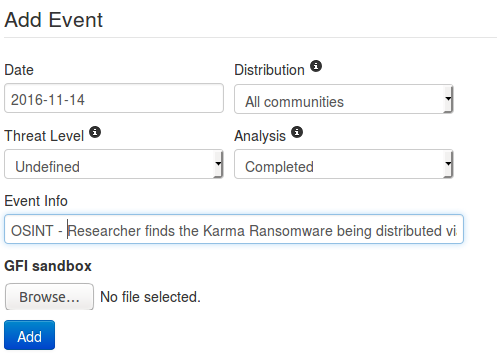 Add Event
Date Distribution
2016-11-14 All communities
Threat Level Analysis
Undefined Completed
Event Info
OSINT - Researcher finds the Karma Ransomware being distributed vi
GFI sandbox
Browse... No file selected.
Add